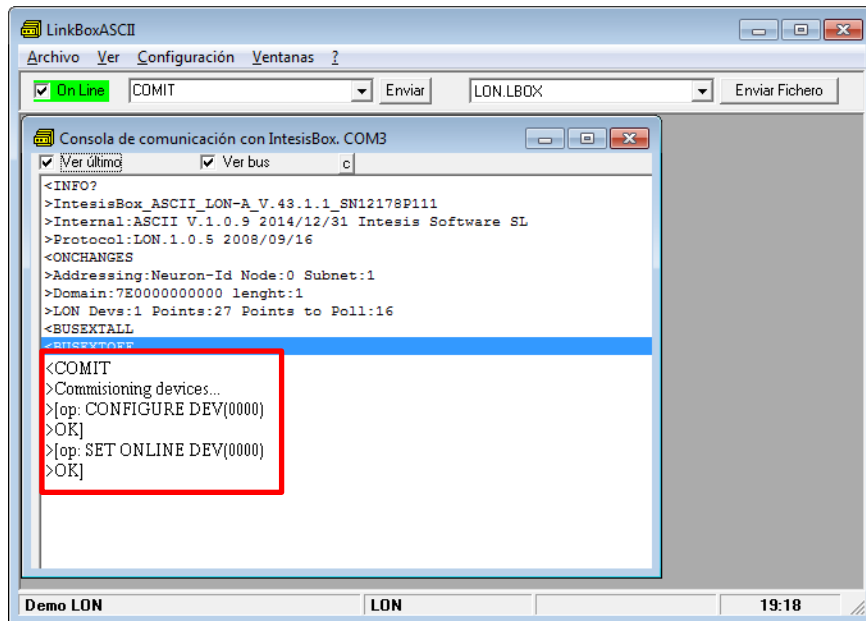 LinkBoxASCII
Archivo Ver Configuración Ventanas ?
On Line COMIT Enviar LON.LBOX Enviar Fichero
Consola de comunicación con IntesisBox. COM3
Ver último Ver bus c
<INFO?
>IntesisBox_ASCII_LON-A_V.43.1.1_SN12178P111
>Internal:ASCII V.1.0.9 2014/12/31 Intesis Software SL
>Protocol:LON.1.0.5 2008/09/16
<ONCHANGES
>Addressing:Neuron-Id Node:0 Subnet:1
>Domain:7E0000000000 lenght:1
>LON Devs:1 Points:27 Points to Poll:16
<BUSEXTALL
<BUSEXTOFF
<COMIT
>Commisioning devices...
>[op: CONFIGURE DEV(0000)
>OK]
>[op: SET ONLINE DEV(0000)
>OK]
Demo LON LON 19:18